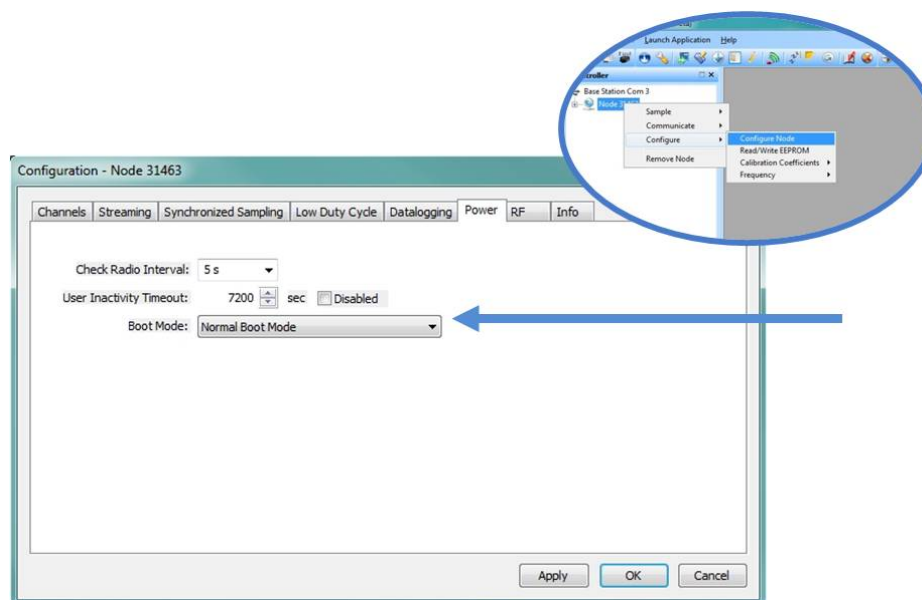 Launch Application Help
Base Station Com 3
Node
Sample
Communicate
Configure
Remove Node
Configure Node
Read/Write EEPROM
Calibration Coefficients
Frequency
Configuration - Node 31463
Channels Streaming Synchronized Sampling Low Duty Cycle Datalogging Power RF Info
Check Radio Interval: 5 s
User Inactivity Timeout: 7200 sec Disabled
Boot Mode: Normal Boot Mode
Apply OK Cancel